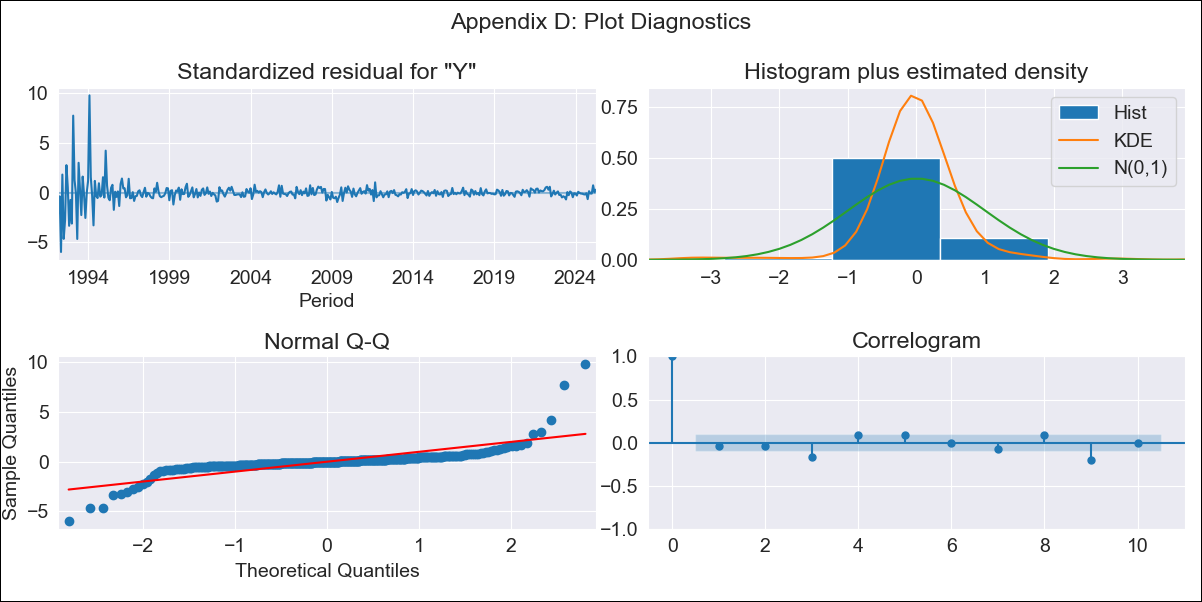 Appendix D: Plot Diagnostics
Standardized residual for "Y"
10
5
0
−5
1994 1999 2004 2009 2014 2019 2024
Period
Histogram plus estimated density
0.75
0.50
0.25
0.00
−3 −2 −1 0 1 2 3
Hist
KDE
N(0,1)
Normal Q-Q
Sample Quantiles
10
5
0
−5
−2 −1 0 1 2
Theoretical Quantiles
Correlogram
1.0
0.5
0.0
−0.5
−1.0
0 2 4 6 8 10